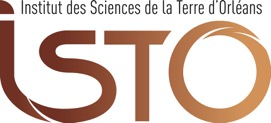 Institut des Sciences de la Terre d'Orléans
iSTO